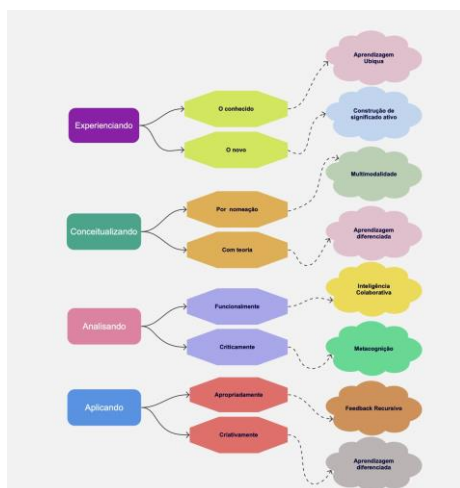 Aprendizagem
Ubíqua
Experienciando
O conhecido
O novo
Construção de
significado ativo
Conceitualizando
Por nomeação
Com teoria
Multimodalidade
Aprendizagem
diferenciada
Analisando
Funcionalmente
Criticamente
Inteligência
Colaborativa
Metacognição
Aplicando
Apropriadamente
Criativamente
Feedback Recursivo
Aprendizagem
diferenciada